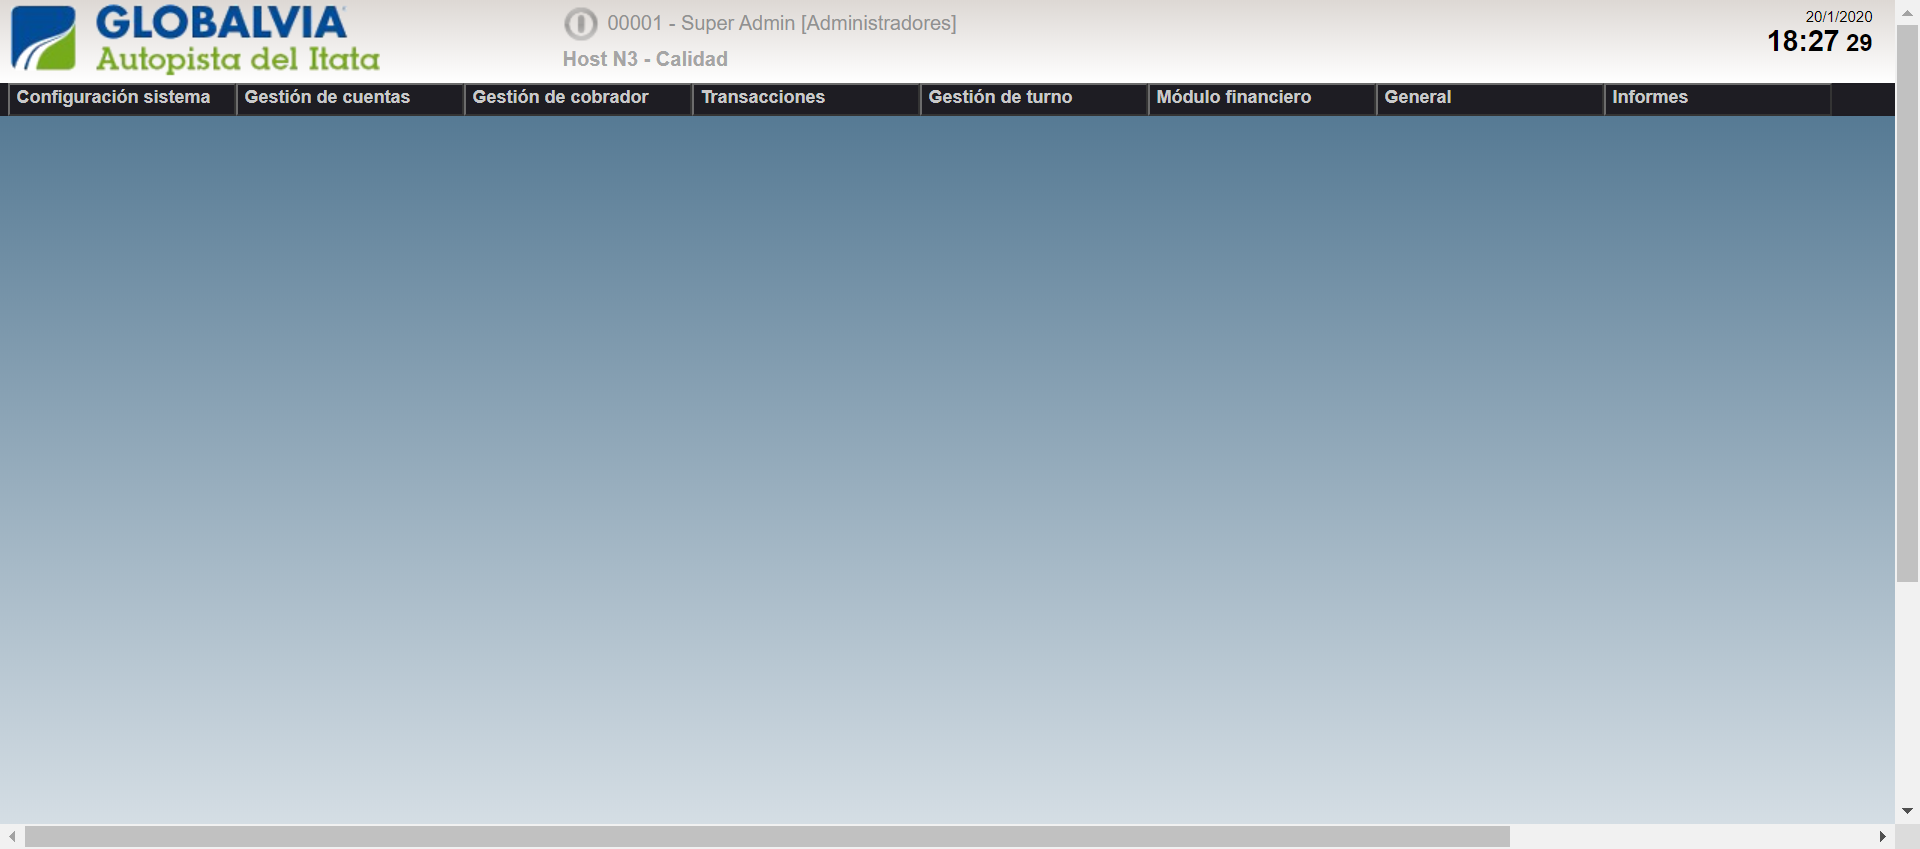 GLOBALVIA
Autopista del Itata
00001 - Super Admin [Administradores]
Host N3 - Calidad
20/1/2020
18:27 29
Configuración sistema Gestión de cuentas Gestión de cobrador Transacciones Gestión de turno Módulo financiero General Informes